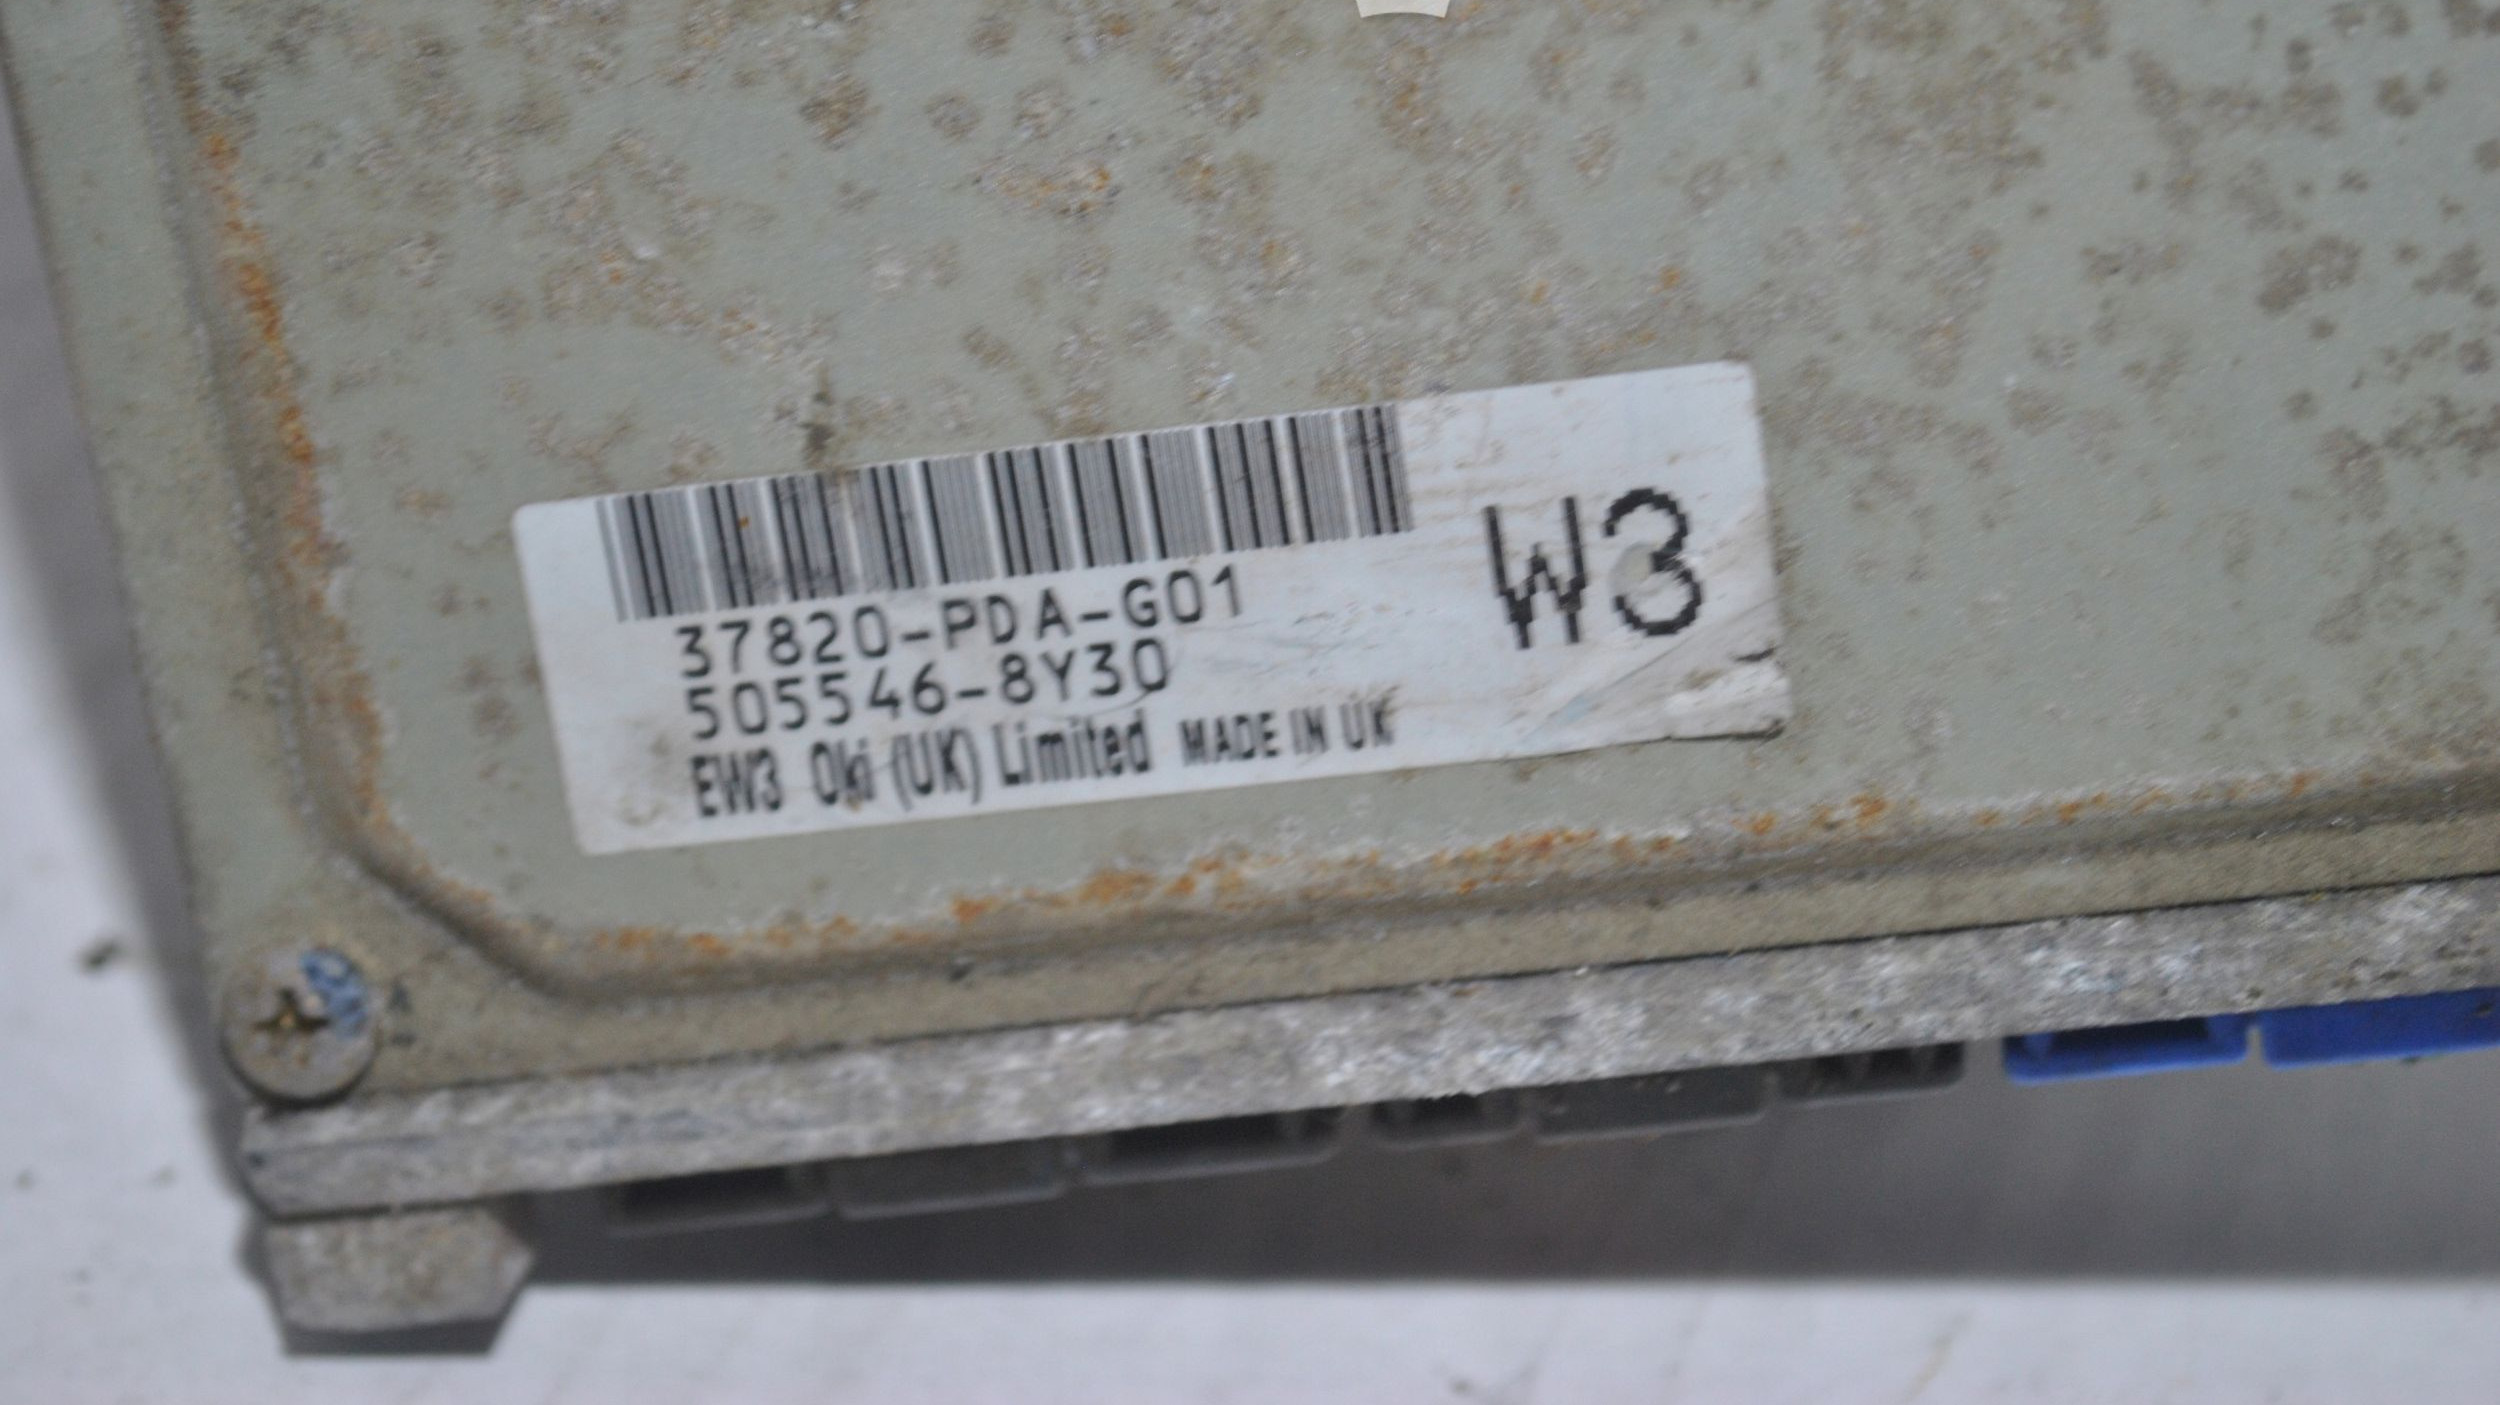 37820-PDA-G01
505546-8Y30
EW3 Oki (UK) Limited MADE IN UK
W3